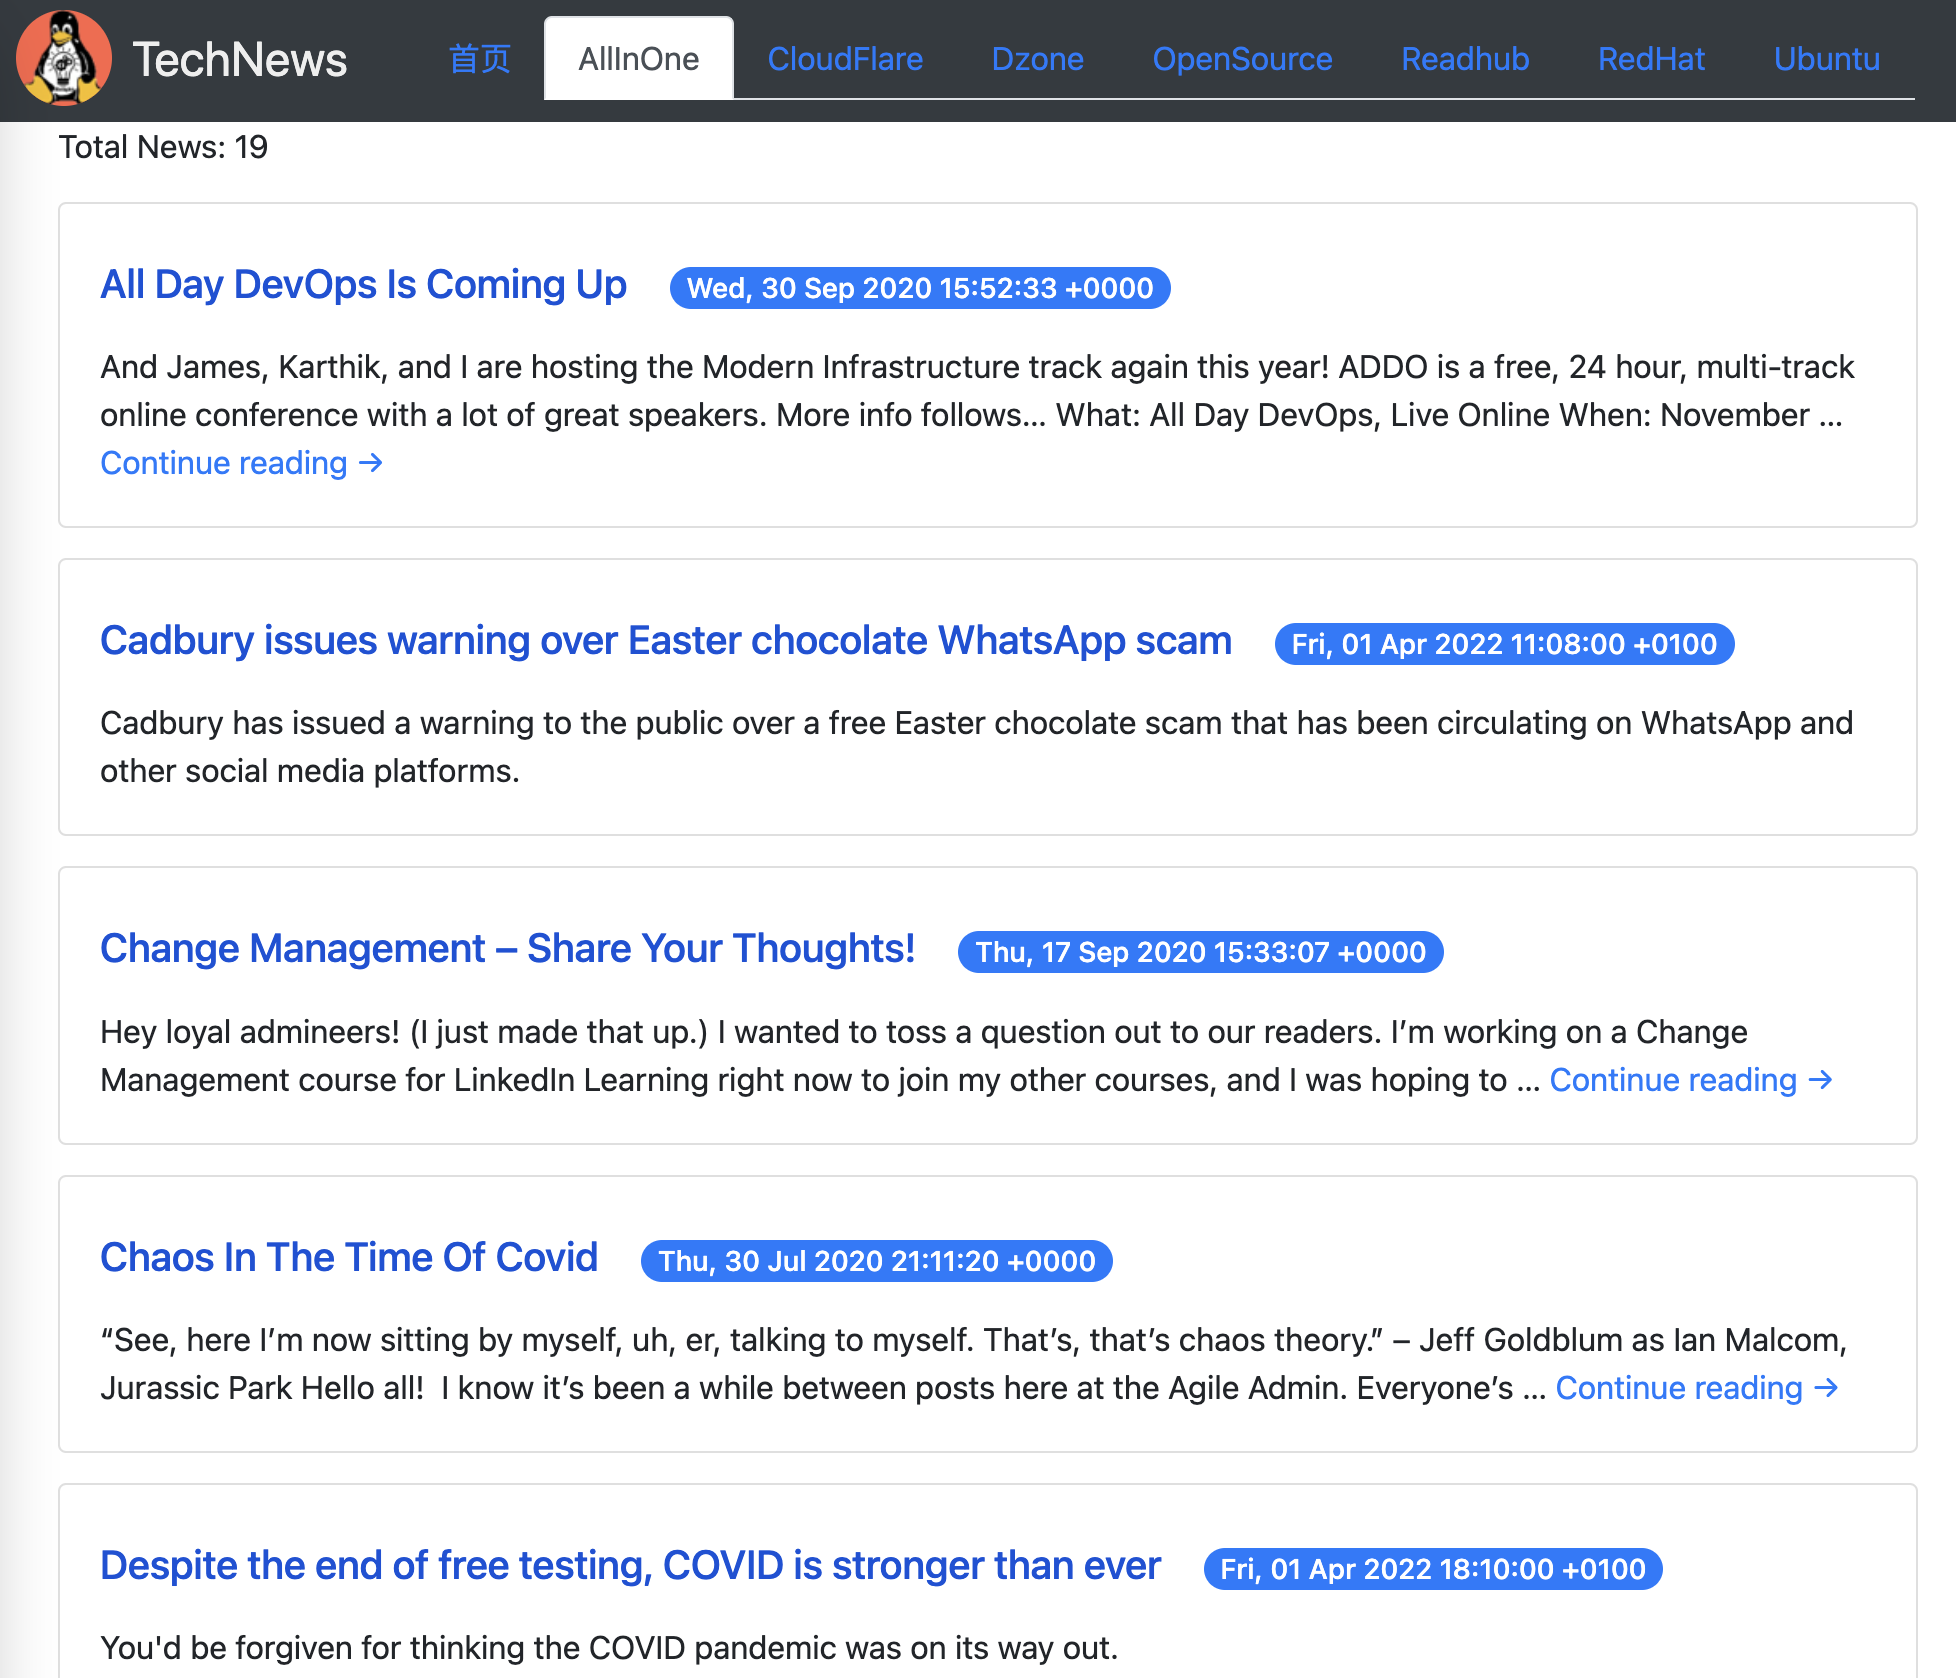 TechNews 首页 AllInOne CloudFlare Dzone OpenSource Readhub RedHat Ubuntu
Total News: 19
All Day DevOps Is Coming Up Wed, 30 Sep 2020 15:52:33 +0000
And James, Karthik, and I are hosting the Modern Infrastructure track again this year! ADDO is a free, 24 hour, multi-track
online conference with a lot of great speakers. More info follows... What: All Day DevOps, Live Online When: November ...
Continue reading →
Cadbury issues warning over Easter chocolate WhatsApp scam Fri, 01 Apr 2022 11:08:00 +0100
Cadbury has issued a warning to the public over a free Easter chocolate scam that has been circulating on WhatsApp and
other social media platforms.
Change Management – Share Your Thoughts! Thu, 17 Sep 2020 15:33:07 +0000
Hey loyal admineers! (I just made that up.) I wanted to toss a question out to our readers. I’m working on a Change
Management course for LinkedIn Learning right now to join my other courses, and I was hoping to ... Continue reading →
Chaos In The Time Of Covid Thu, 30 Jul 2020 21:11:20 +0000
“See, here I’m now sitting by myself, uh, er, talking to myself. That’s, that’s chaos theory.” – Jeff Goldblum as Ian Malcom,
Jurassic Park Hello all!  I know it’s been a while between posts here at the Agile Admin. Everyone’s ... Continue reading →
Despite the end of free testing, COVID is stronger than ever Fri, 01 Apr 2022 18:10:00 +0100
You'd be forgiven for thinking the COVID pandemic was on its way out.